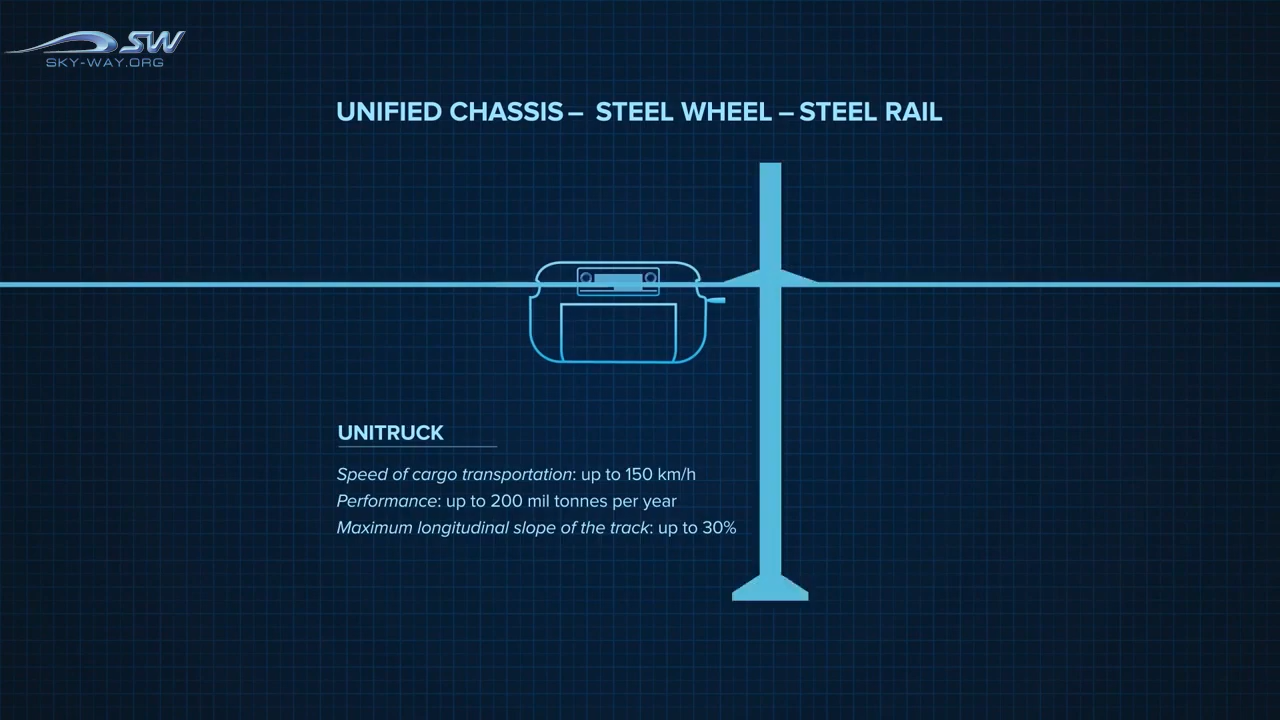 SW
SKY-WAY.ORG
UNIFIED CHASSIS – STEEL WHEEL – STEEL RAIL
UNITRUCK
Speed of cargo transportation: up to 150 km/h
Performance: up to 200 mil tonnes per year
Maximum longitudinal slope of the track: up to 30%